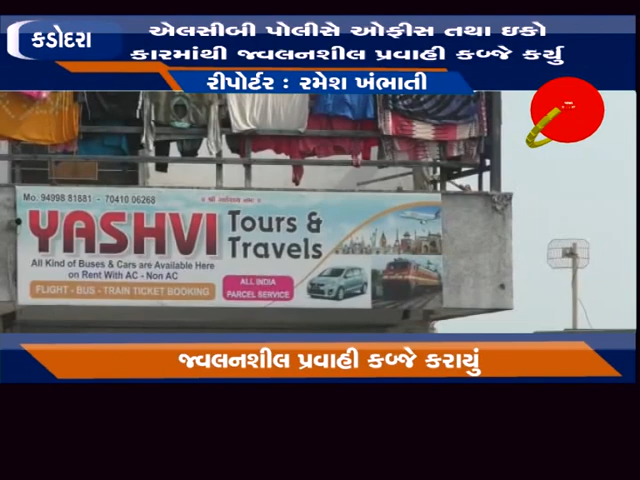 કડોદરા
એલસીબી પોલીસે ઓફીસ તથા ઇકો
કારમાંથી જ્વલનશીલ પ્રવાહી કબ્જે કર્યુ
રીપોર્ટર : રમેશ ખંભાતી
Mo. 94998 81881 - 70410 06268
YASHVI Tours &
Travels
All Kind of Buses & Cars are Available Here
on Rent With AC - Non AC
FLIGHT - BUS - TRAIN TICKET BOOKING
ALL INDIA
PARCEL SERVICE
જ્વલનશીલ પ્રવાહી કબ્જે કરાયું